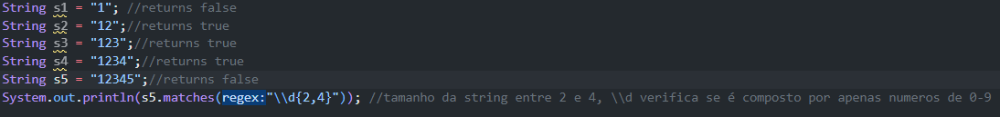 String s1 = "1"; //returns false
String s2 = "12";//returns true
String s3 = "123";//returns true
String s4 = "1234";//returns true
String s5 = "12345";//returns false
System.out.println(s5.matches(regex:"\\d{2,4}")); //tamanho da string entre 2 e 4, \\d verifica se é composto por apenas numeros de 0-9